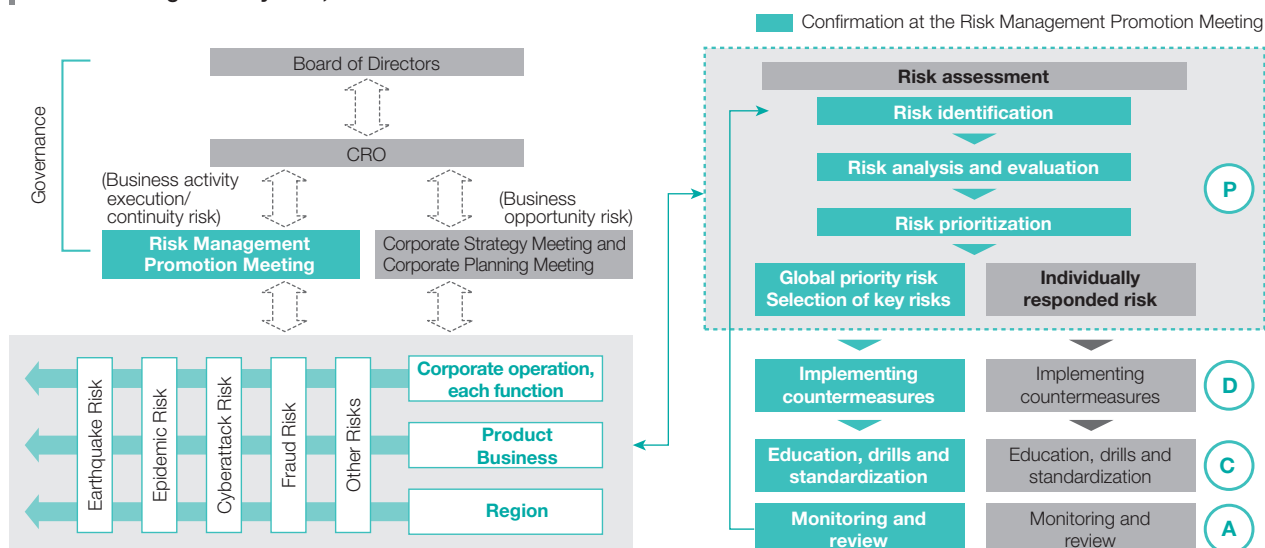 Confirmation at the Risk Management Promotion Meeting
Governance
Board of Directors
CRO
(Business activity
execution/
continuity risk)
(Business
opportunity risk)
Risk Management
Promotion Meeting
Corporate Strategy Meeting and
Corporate Planning Meeting
Earthquake Risk
Epidemic Risk
Cyberattack Risk
Fraud Risk
Other Risks
Corporate operation,
each function
Product
Business
Region
Risk assessment
Risk identification
Risk analysis and evaluation
Risk prioritization
Global priority risk
Selection of key risks
Individually
responded risk
P
Implementing
countermeasures
Implementing
countermeasures
D
Education, drills and
standardization
Education, drills and
standardization
C
Monitoring and
review
Monitoring and
review
A